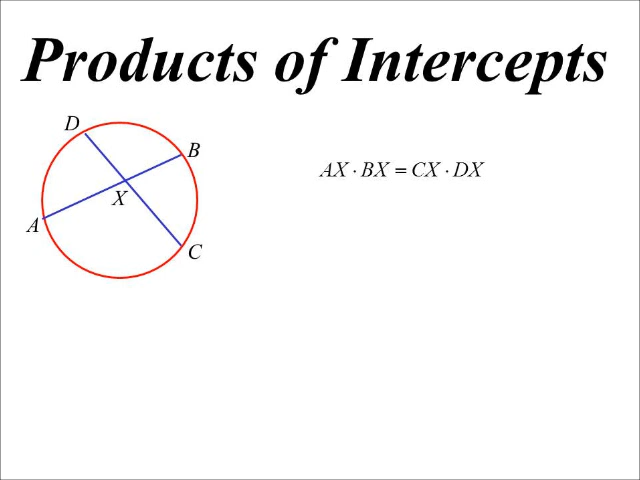 Products of Intercepts
D
B
AX · BX = CX · DX
X
A
C